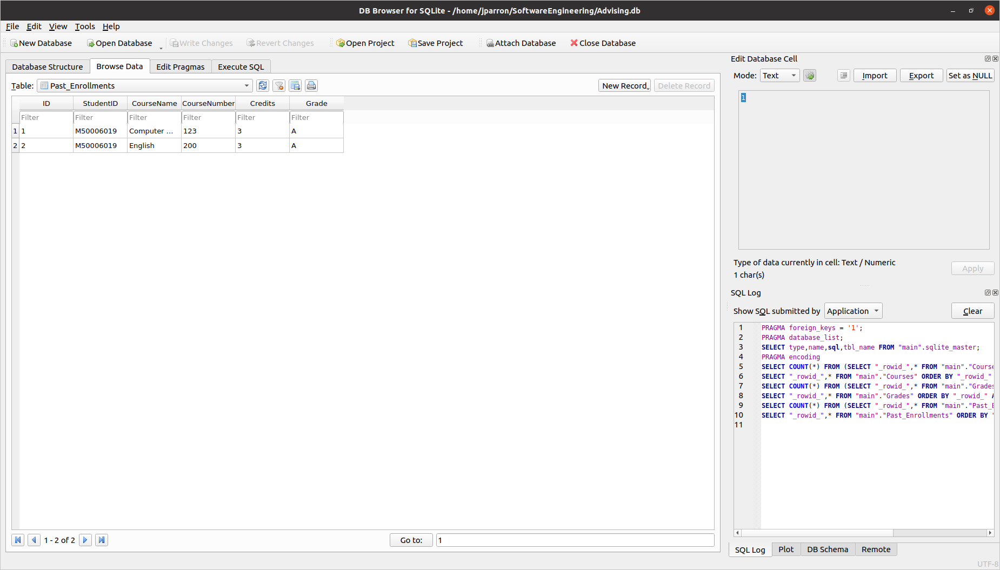 DB Browser for SQLite - /home/jparron/SoftwareEngineering/Advising.db
File Edit View Tools Help
New Database Open Database Write Changes Revert Changes Open Project Save Project Attach Database Close Database
Database Structure Browse Data Edit Pragmas Execute SQL
Table: Past_Enrollments New Record Delete Record
ID StudentID CourseName CourseNumber Credits Grade
Filter Filter Filter Filter Filter Filter
1 1 M50006019 Computer ... 123 3 A
2 2 M50006019 English 200 3 A
1 - 2 of 2 Go to: 1
Edit Database Cell
Mode: Text Import Export Set as NULL
1
Type of data currently in cell: Text / Numeric
1 char(s)
Apply
SQL Log
Show SQL submitted by Application Clear
1 PRAGMA foreign_keys = '1';
2 PRAGMA database_list;
3 SELECT type,name,sql,tbl_name FROM "main".sqlite_master;
4 PRAGMA encoding
5 SELECT COUNT(*) FROM (SELECT "_rowid_",* FROM "main"."Course
6 SELECT "_rowid_",* FROM "main"."Courses" ORDER BY "_rowid_"
7 SELECT COUNT(*) FROM (SELECT "_rowid_",* FROM "main"."Grades
8 SELECT "_rowid_",* FROM "main"."Grades" ORDER BY "_rowid_" A
9 SELECT COUNT(*) FROM (SELECT "_rowid_",* FROM "main"."Past_E
10 SELECT "_rowid_",* FROM "main"."Past_Enrollments" ORDER BY "
11
SQL Log Plot DB Schema Remote
UTF-8